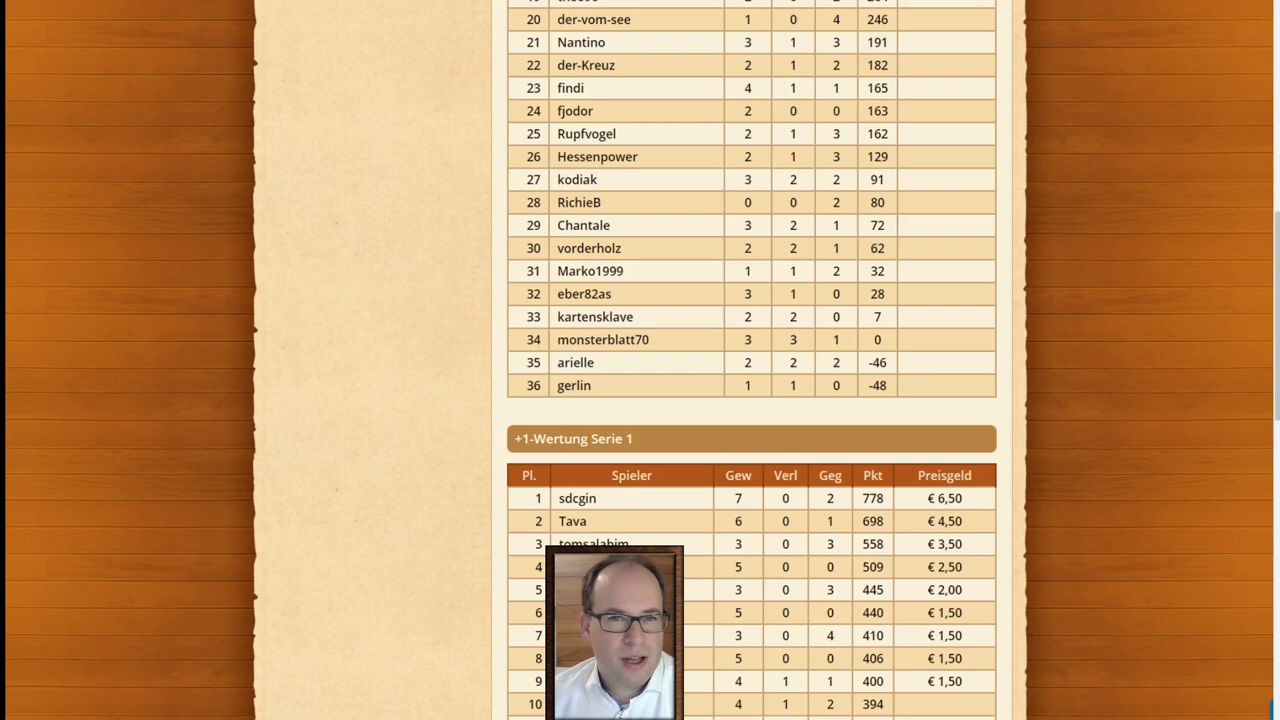 20 der-vom-see 1 0 4 246
21 Nantino 3 1 3 191
22 der-Kreuz 2 1 2 182
23 findi 4 1 1 165
24 fjodor 2 0 0 163
25 Rupfvogel 2 1 3 162
26 Hessenpower 2 1 3 129
27 kodiak 3 2 2 91
28 RichieB 0 0 2 80
29 Chantale 3 2 1 72
30 vorderholz 2 2 1 62
31 Marko1999 1 1 2 32
32 eber82as 3 1 0 28
33 kartensklave 2 2 0 7
34 monsterblatt70 3 3 1 0
35 arielle 2 2 2 -46
36 gerlin 1 1 0 -48
+1-Wertung Serie 1
Pl. Spieler Gew Verl Geg Pkt Preisgeld
1 sdcgin 7 0 2 778 € 6,50
2 Tava 6 0 1 698 € 4,50
3 tomsalabim 3 0 3 558 € 3,50
4 5 0 0 509 € 2,50
5 3 0 3 445 € 2,00
6 5 0 0 440 € 1,50
7 3 0 4 410 € 1,50
8 5 0 0 406 € 1,50
9 4 1 1 400 € 1,50
10 4 1 2 394